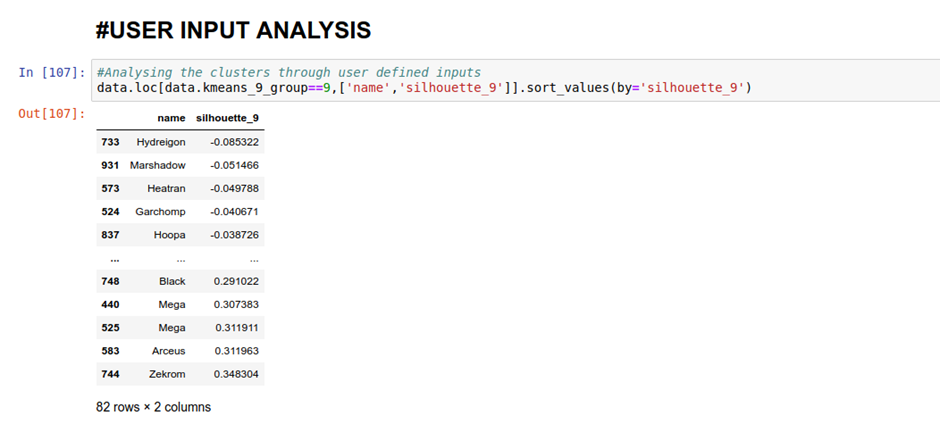 #USER INPUT ANALYSIS
In [107]: #Analysing the clusters through user defined inputs
data.loc[data.kmeans_9_group==9,['name','silhouette_9']].sort_values(by='silhouette_9')
Out[107]:
name silhouette_9
733 Hydreigon -0.085322
931 Marshadow -0.051466
573 Heatran -0.049788
524 Garchomp -0.040671
837 Hoopa -0.038726
... ... ...
748 Black 0.291022
440 Mega 0.307383
525 Mega 0.311911
583 Arceus 0.311963
744 Zekrom 0.348304
82 rows × 2 columns